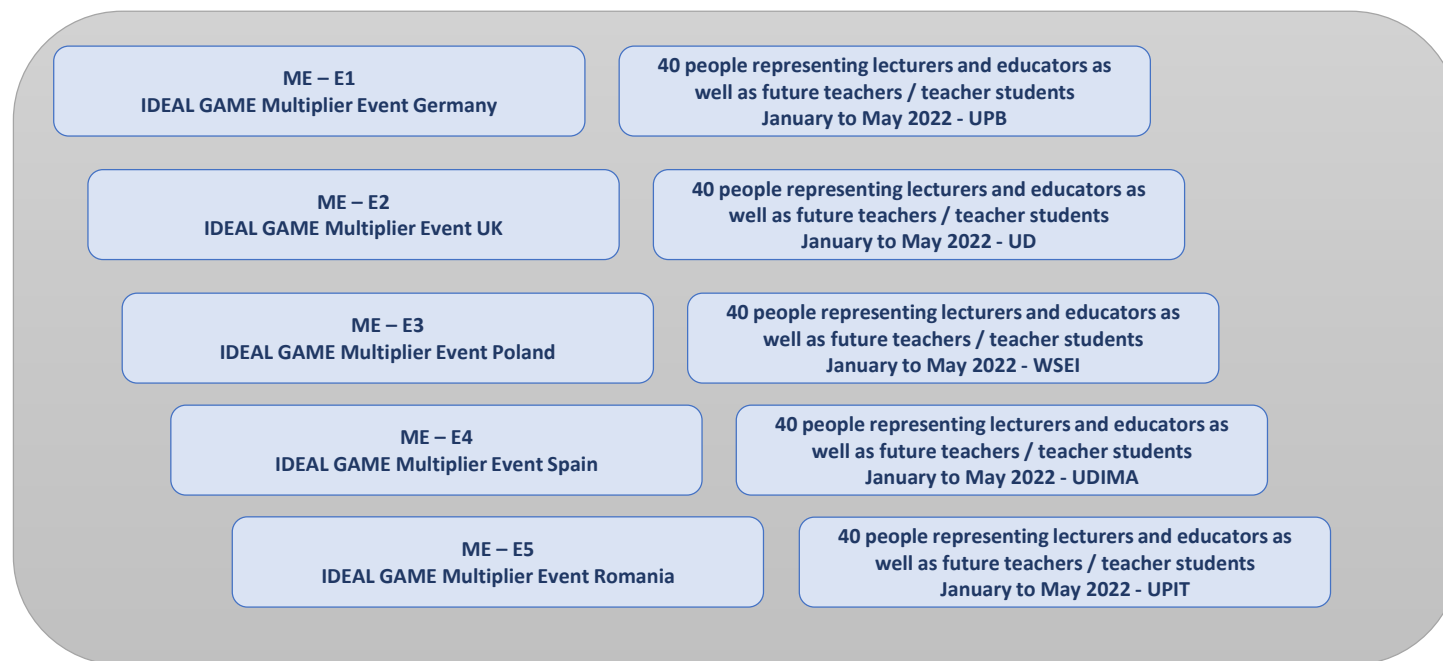 ME – E1
IDEAL GAME Multiplier Event Germany
40 people representing lecturers and educators as
well as future teachers / teacher students
January to May 2022 - UPB
ME – E2
IDEAL GAME Multiplier Event UK
40 people representing lecturers and educators as
well as future teachers / teacher students
January to May 2022 - UD
ME – E3
IDEAL GAME Multiplier Event Poland
40 people representing lecturers and educators as
well as future teachers / teacher students
January to May 2022 - WSEI
ME – E4
IDEAL GAME Multiplier Event Spain
40 people representing lecturers and educators as
well as future teachers / teacher students
January to May 2022 - UDIMA
ME – E5
IDEAL GAME Multiplier Event Romania
40 people representing lecturers and educators as
well as future teachers / teacher students
January to May 2022 - UPIT